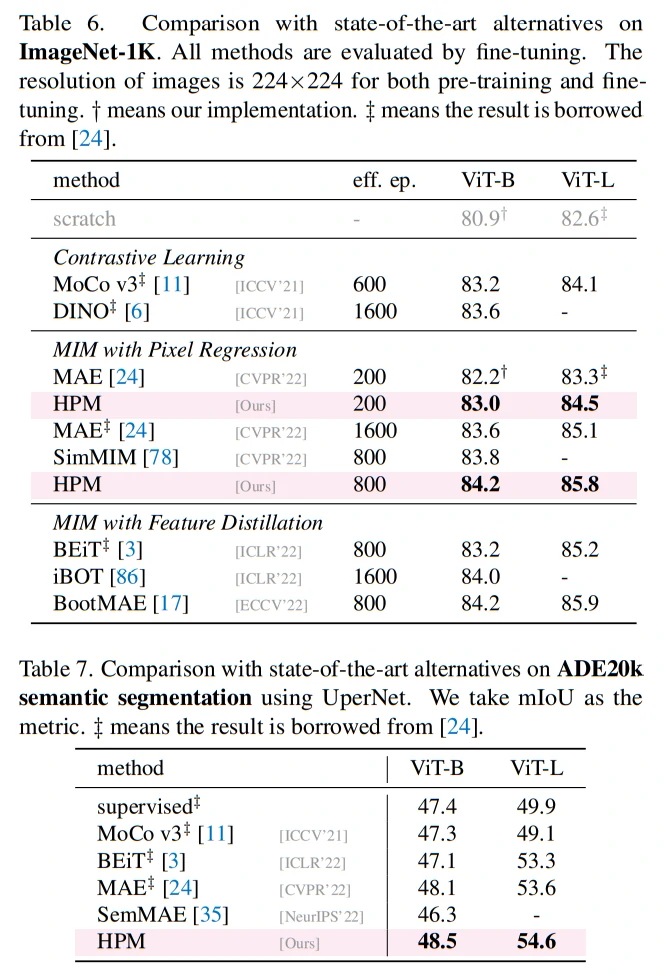 Table 6. Comparison with state-of-the-art alternatives on
ImageNet-1K. All methods are evaluated by fine-tuning. The
resolution of images is 224×224 for both pre-training and fine-
tuning. † means our implementation. ‡ means the result is borrowed
from [24].
method eff. ep. ViT-B ViT-L
scratch - 80.9† 82.6‡
Contrastive Learning
MoCo v3‡ [11] [ICCV'21] 600 83.2 84.1
DINO‡ [6] [ICCV'21] 1600 83.6 -
MIM with Pixel Regression
MAE [24] [CVPR'22] 200 82.2† 83.3‡
HPM [Ours] 200 83.0 84.5
MAE‡ [24] [CVPR'22] 1600 83.6 85.1
SimMIM [78] [CVPR'22] 800 83.8 -
HPM [Ours] 800 84.2 85.8
MIM with Feature Distillation
BEiT‡ [3] [ICLR'22] 800 83.2 85.2
iBOT [86] [ICLR'22] 1600 84.0 -
BootMAE [17] [ECCV'22] 800 84.2 85.9
Table 7. Comparison with state-of-the-art alternatives on ADE20k
semantic segmentation using UperNet. We take mIoU as the
metric. ‡ means the result is borrowed from [24].
method ViT-B ViT-L
supervised‡ 47.4 49.9
MoCo v3‡ [11] [ICCV'21] 47.3 49.1
BEiT‡ [3] [ICLR'22] 47.1 53.3
MAE‡ [24] [CVPR'22] 48.1 53.6
SemMAE [35] [NeurIPS'22] 46.3 -
HPM [Ours] 48.5 54.6